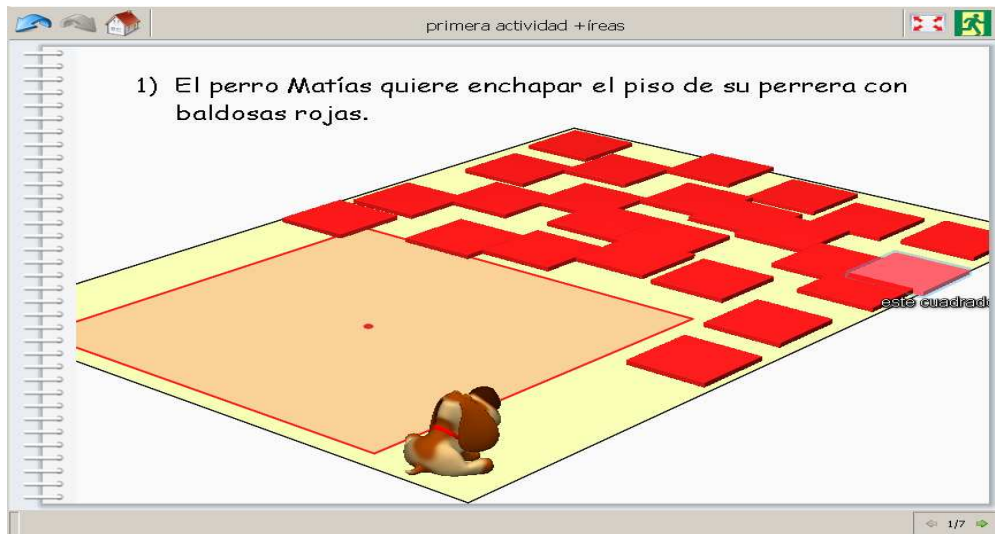 primera actividad +íreas
1) El perro Matías quiere enchapar el piso de su perrera con
baldosas rojas.
este cuadrado
1/7